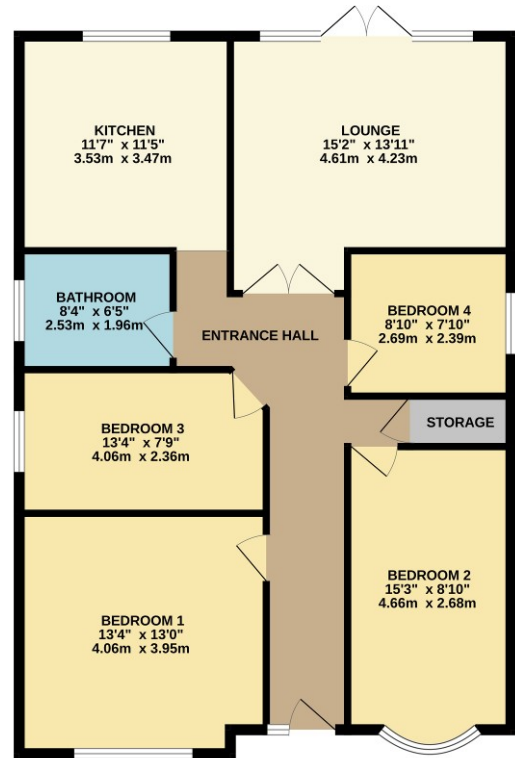 KITCHEN
11'7" x 11'5"
3.53m x 3.47m
LOUNGE
15'2" x 13'11"
4.61m x 4.23m
BATHROOM
8'4" x 6'5"
2.53m x 1.96m
ENTRANCE HALL
BEDROOM 4
8'10" x 7'10"
2.69m x 2.39m
STORAGE
BEDROOM 3
13'4" x 7'9"
4.06m x 2.36m
BEDROOM 2
15'3" x 8'10"
4.66m x 2.68m
BEDROOM 1
13'4" x 13'0"
4.06m x 3.95m